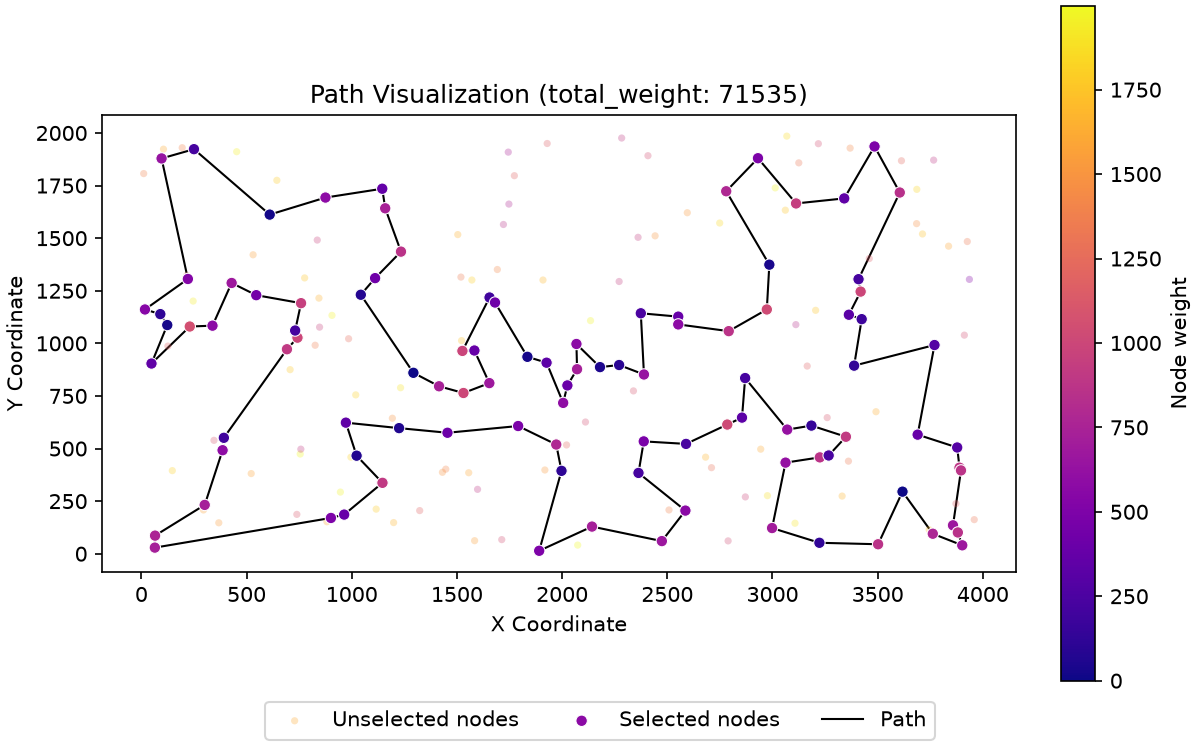 Path Visualization (total_weight: 71535)
2000
1750
1500
1250
1000
750
500
250
0
Y Coordinate
0 500 1000 1500 2000 2500 3000 3500 4000
X Coordinate
1750
1500
1250
1000
750
500
250
0
Node weight
Unselected nodes Selected nodes Path